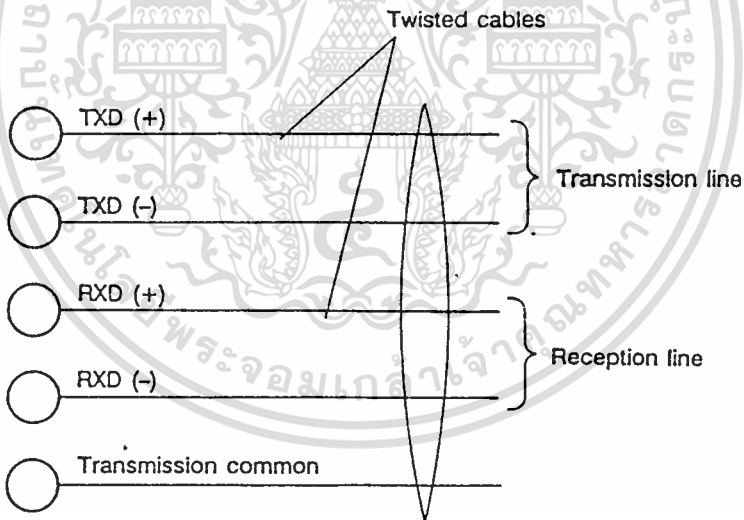 Twisted cables
TXD (+)
Transmission line
TXD (–)
RXD (+)
Reception line
RXD (–)
Transmission common